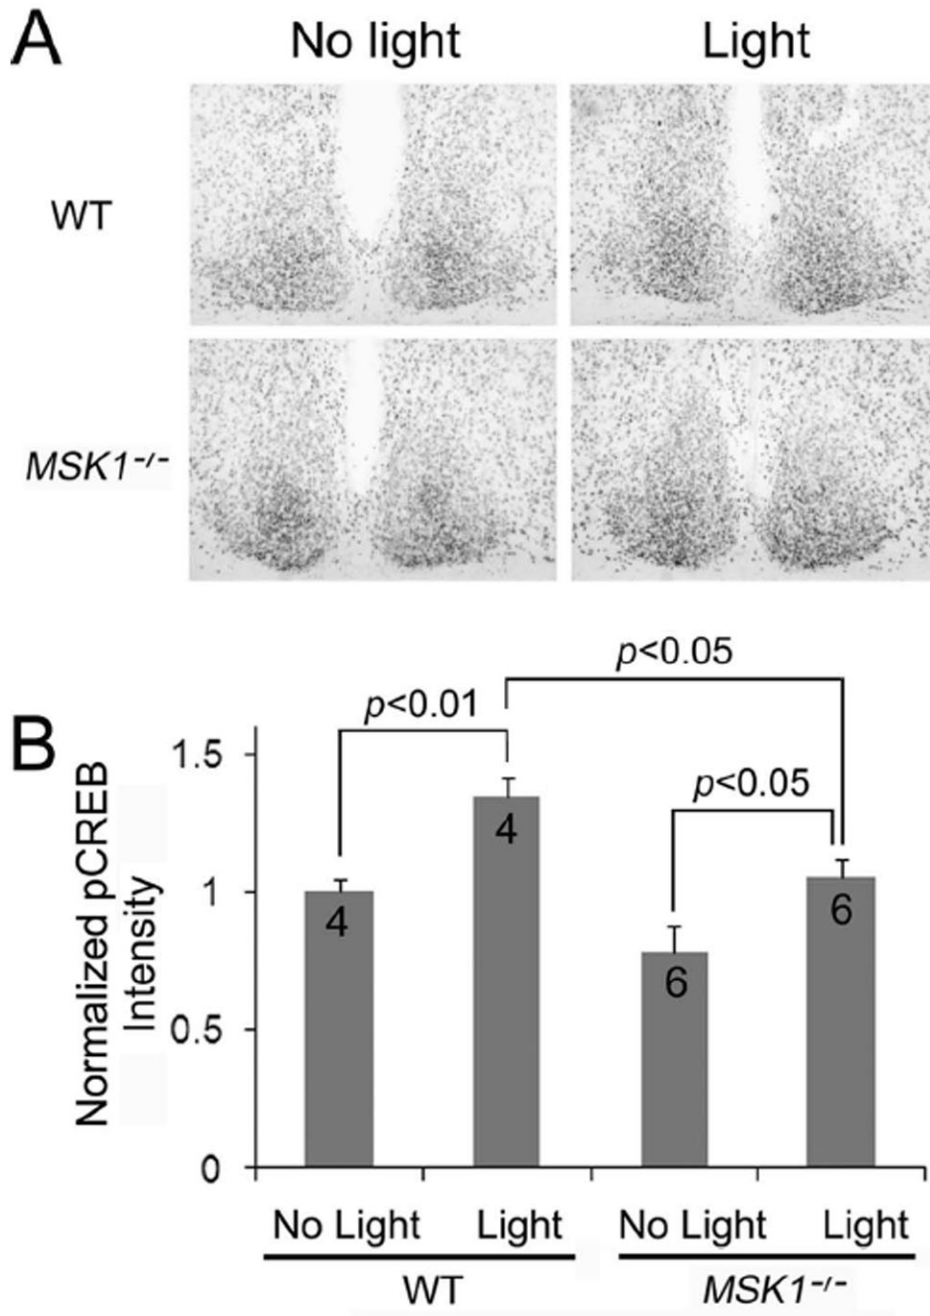 A
No light
Light
WT
MSK1⁻/⁻
B
Normalized pCREB
Intensity
p<0.01
p<0.05
p<0.05
1.5
1
0.5
0
4
4
6
6
No Light
Light
No Light
Light
WT
MSK1⁻/⁻